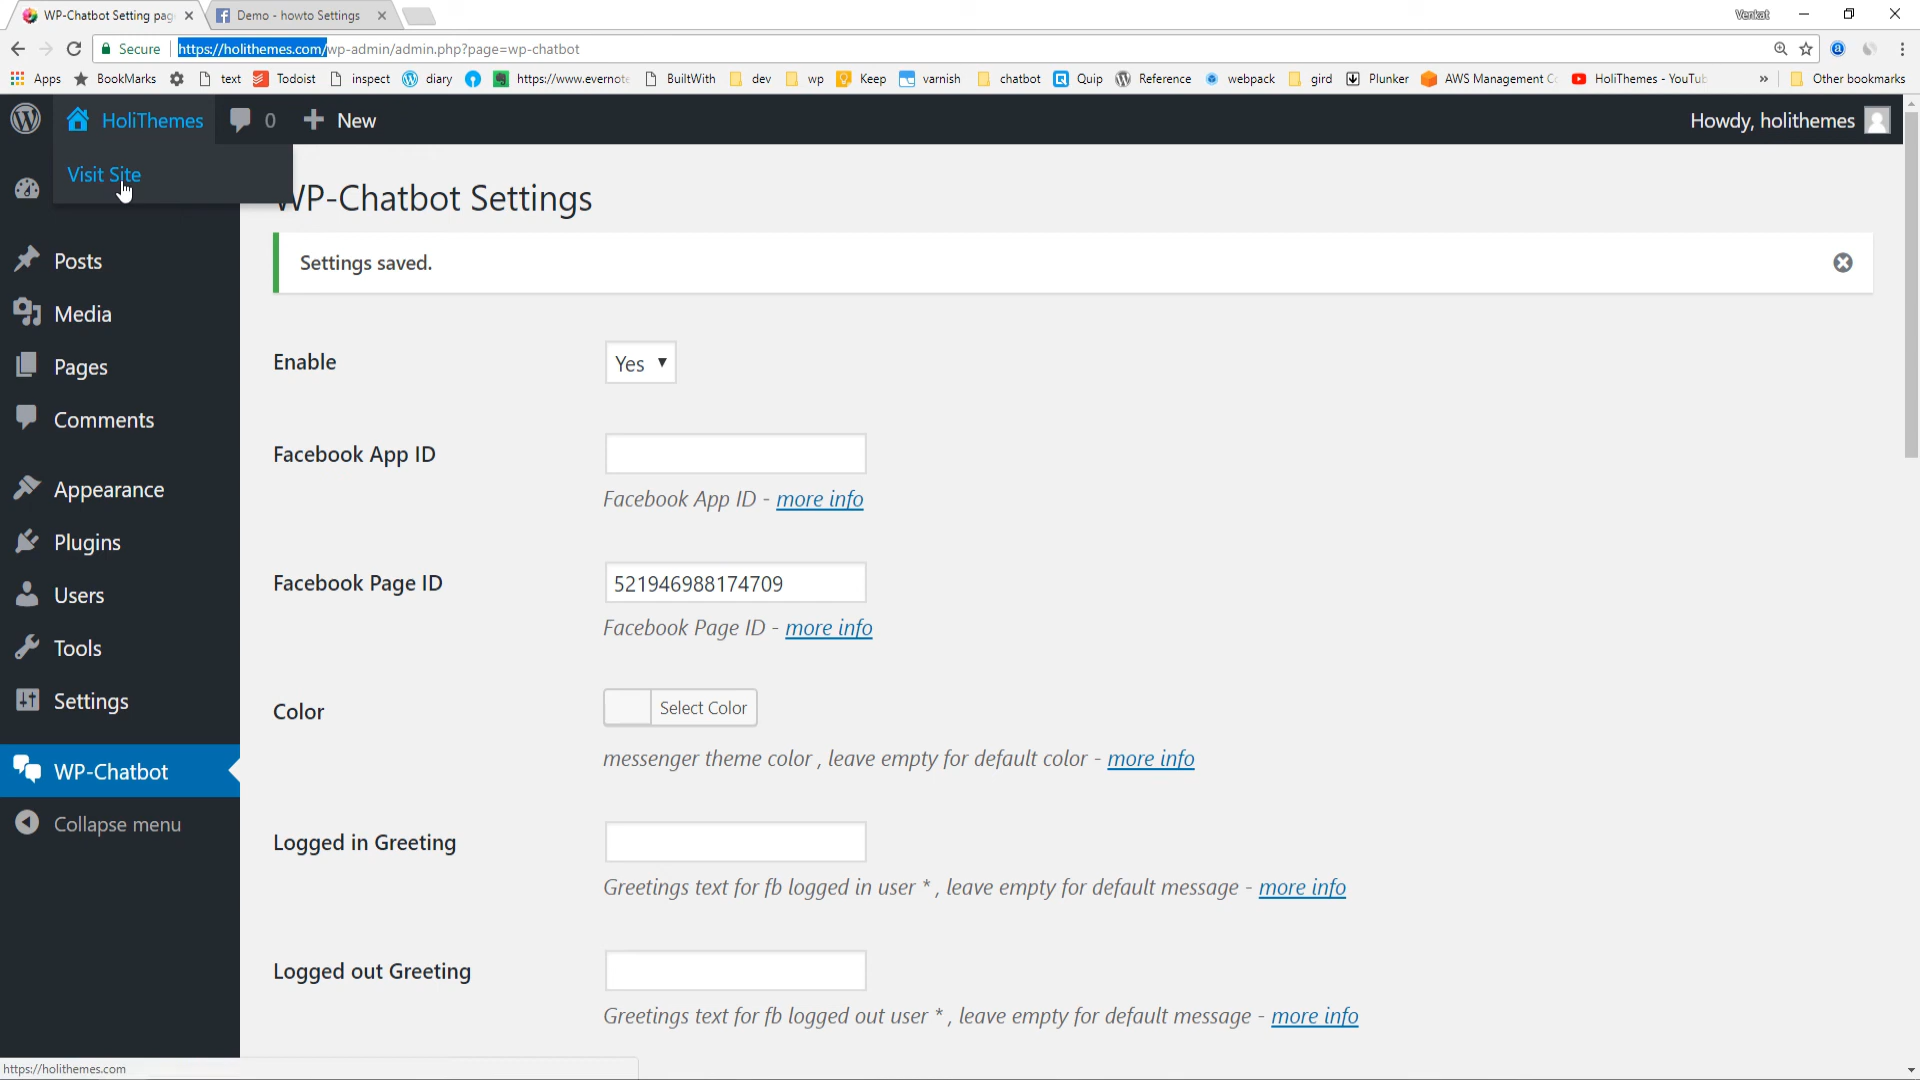 WP-Chatbot Setting pag
Demo - howto Settings
Venkat
Secure
https://holithemes.com/wp-admin/admin.php?page=wp-chatbot
Apps
BookMarks
text
Todoist
inspect
diary
https://www.evernote
BuiltWith
dev
wp
Keep
varnish
chatbot
Quip
Reference
webpack
gird
Plunker
AWS Management Co
HoliThemes - YouTub
»
Other bookmarks
HoliThemes
0
New
Howdy, holithemes
Visit Site
WP-Chatbot Settings
Settings saved.
Posts
Media
Pages
Comments
Appearance
Plugins
Users
Tools
Settings
WP-Chatbot
Collapse menu
Enable
Yes
Facebook App ID
Facebook App ID - more info
Facebook Page ID
521946988174709
Facebook Page ID - more info
Color
Select Color
messenger theme color , leave empty for default color - more info
Logged in Greeting
Greetings text for fb logged in user * , leave empty for default message - more info
Logged out Greeting
Greetings text for fb logged out user * , leave empty for default message - more info
https://holithemes.com